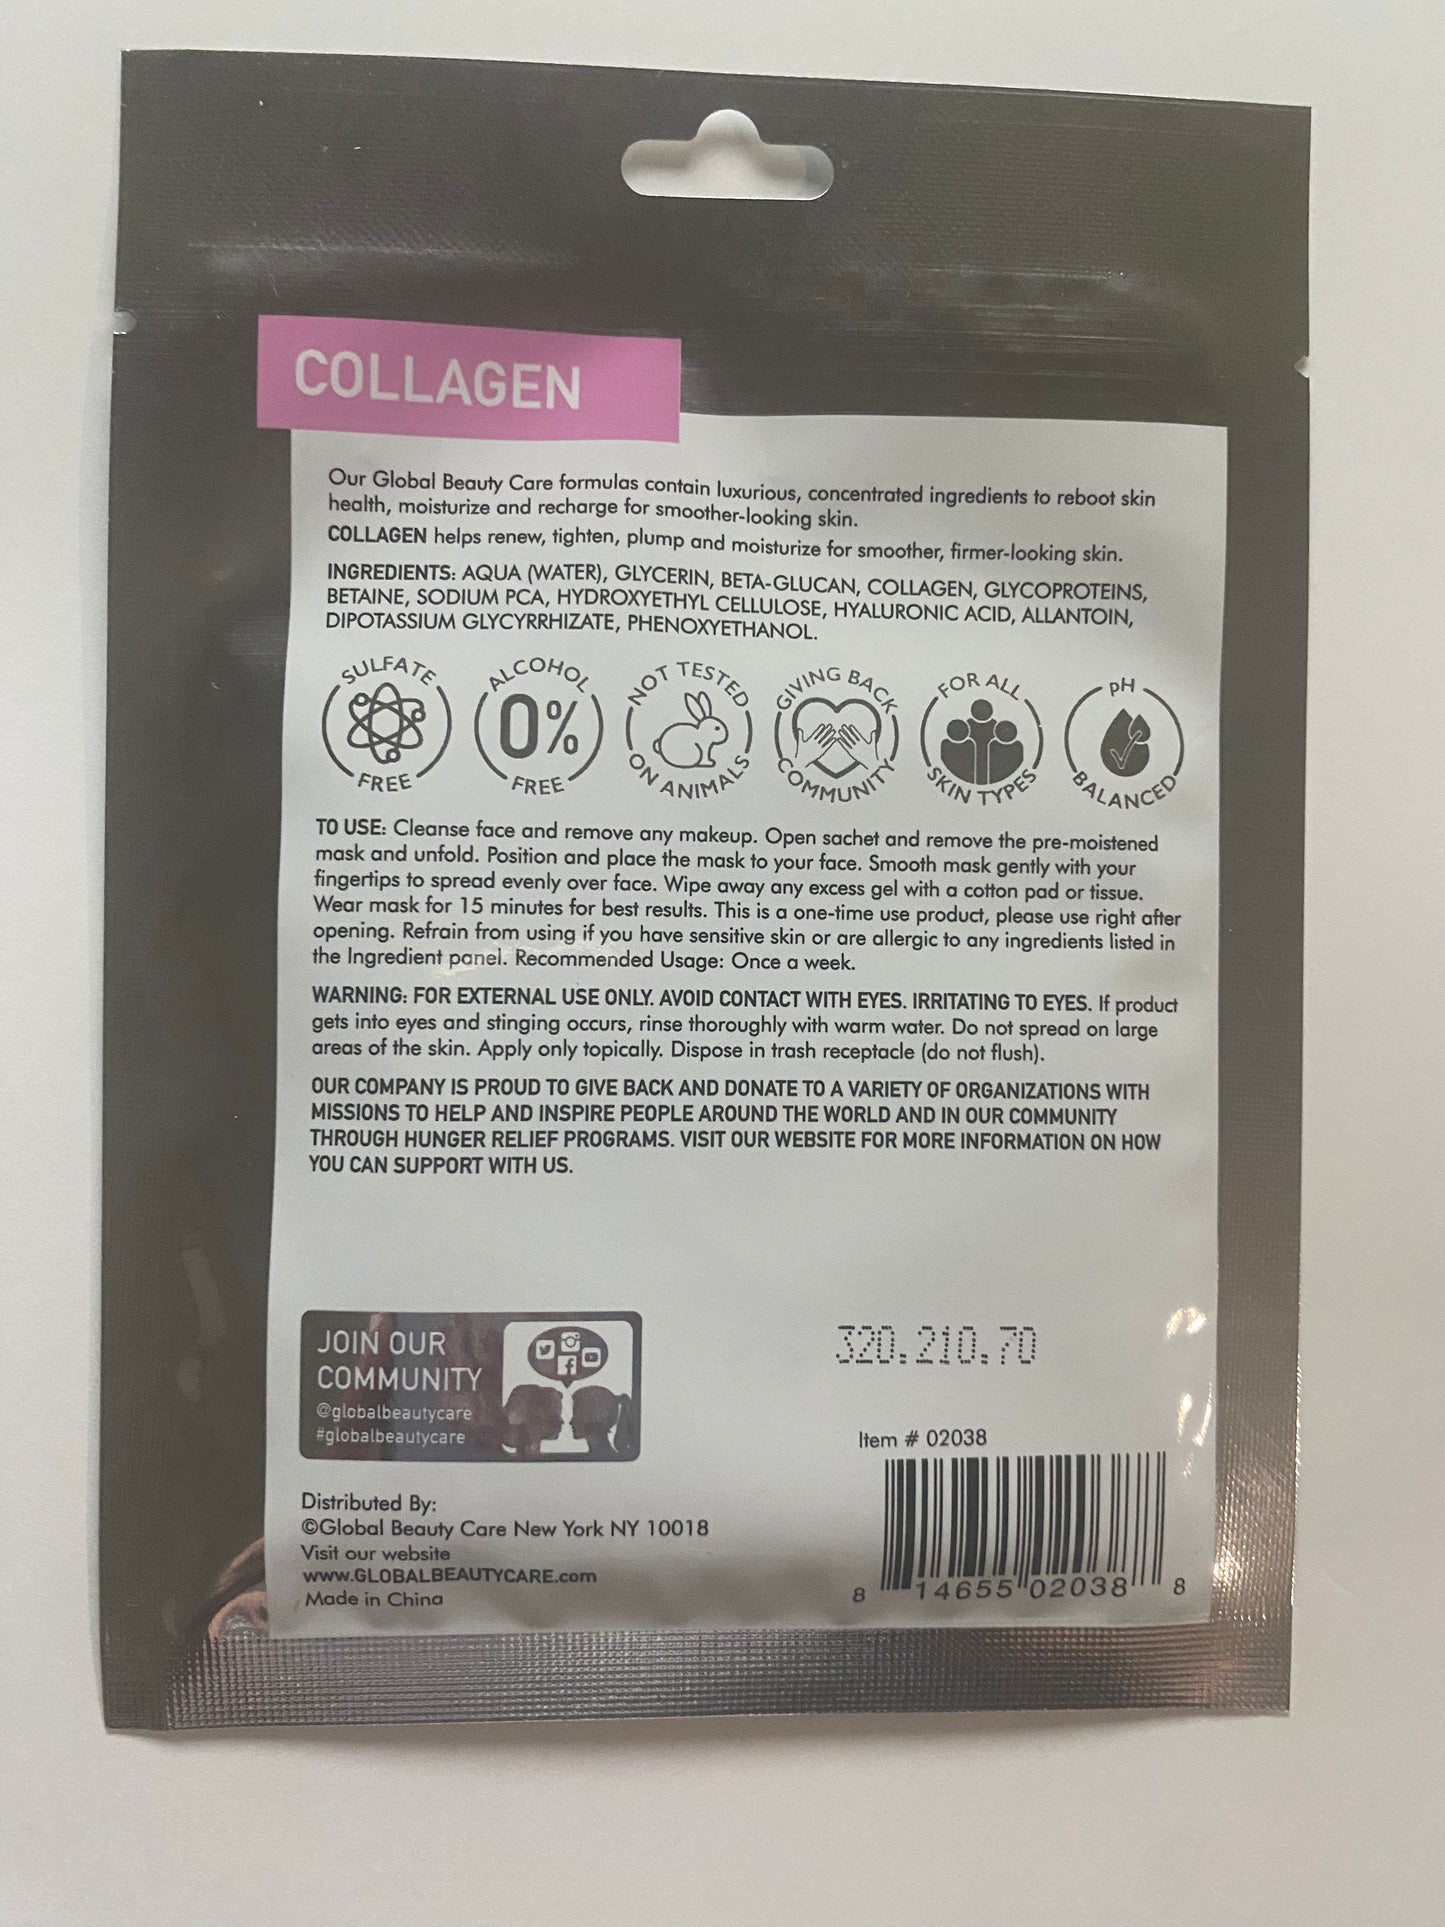 COLLAGEN
Our Global Beauty Care formulas contain luxurious, concentrated ingredients to reboot skin
health, moisturize and recharge for smoother-looking skin.
COLLAGEN helps renew, tighten, plump and moisturize for smoother, firmer-looking skin.
INGREDIENTS: AQUA (WATER), GLYCERIN, BETA-GLUCAN, COLLAGEN, GLYCOPROTEINS,
BETAINE, SODIUM PCA, HYDROXYETHYL CELLULOSE, HYALURONIC ACID, ALLANTOIN,
DIPOTASSIUM GLYCYRRHIZATE, PHENOXYETHANOL.
SULFATE
FREE
ALCOHOL
0%
FREE
NOT TESTED
ON ANIMALS
GIVING BACK
COMMUNITY
FOR ALL
SKIN TYPES
pH
BALANCED
TO USE: Cleanse face and remove any makeup. Open sachet and remove the pre-moistened
mask and unfold. Position and place the mask to your face. Smooth mask gently with your
fingertips to spread evenly over face. Wipe away any excess gel with a cotton pad or tissue.
Wear mask for 15 minutes for best results. This is a one-time use product, please use right after
opening. Refrain from using if you have sensitive skin or are allergic to any ingredients listed in
the Ingredient panel. Recommended Usage: Once a week.
WARNING: FOR EXTERNAL USE ONLY. AVOID CONTACT WITH EYES. IRRITATING TO EYES. If product
gets into eyes and stinging occurs, rinse thoroughly with warm water. Do not spread on large
areas of the skin. Apply only topically. Dispose in trash receptacle (do not flush).
OUR COMPANY IS PROUD TO GIVE BACK AND DONATE TO A VARIETY OF ORGANIZATIONS WITH
MISSIONS TO HELP AND INSPIRE PEOPLE AROUND THE WORLD AND IN OUR COMMUNITY
THROUGH HUNGER RELIEF PROGRAMS. VISIT OUR WEBSITE FOR MORE INFORMATION ON HOW
YOU CAN SUPPORT WITH US.
JOIN OUR
COMMUNITY
@globalbeautycare
#globalbeautycare
320.210.70
Item # 02038
Distributed By:
©Global Beauty Care New York NY 10018
Visit our website
www.GLOBALBEAUTYCARE.com
Made in China
8 14655 02038 8